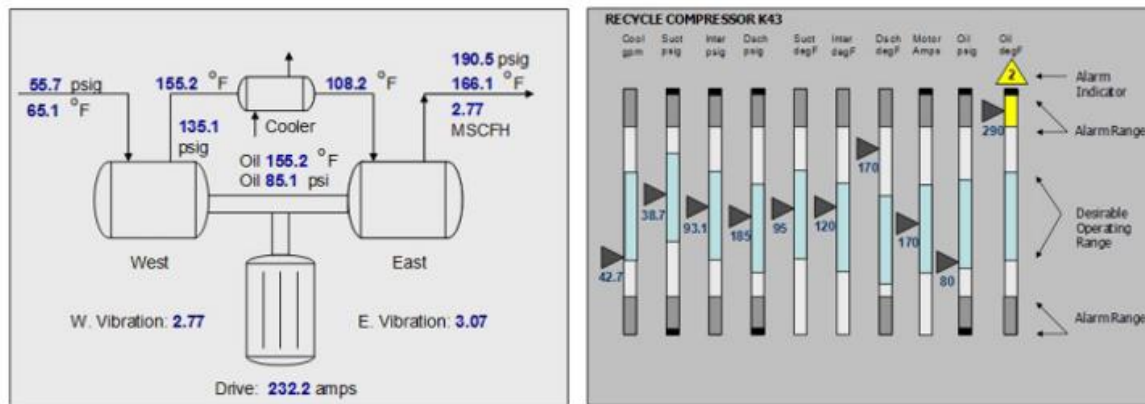 55.7 psig
65.1 °F
155.2 °F
Cooler
108.2 °F
190.5 psig
166.1 °F
2.77
MSCFH
135.1
psig
Oil 155.2 °F
Oil 85.1 psi
West
East
W. Vibration: 2.77
E. Vibration: 3.07
Drive: 232.2 amps
RECYCLE COMPRESSOR K43
Cool gpm
Suct psig
Inter psig
Dsch psig
Suct degF
Inter degF
Dsch degF
Motor Amps
Oil psig
Oil degF
2
Alarm
Indicator
290
Alarm Range
170
38.7
93.1
185
95
120
170
Desirable
Operating
Range
42.7
80
Alarm Range